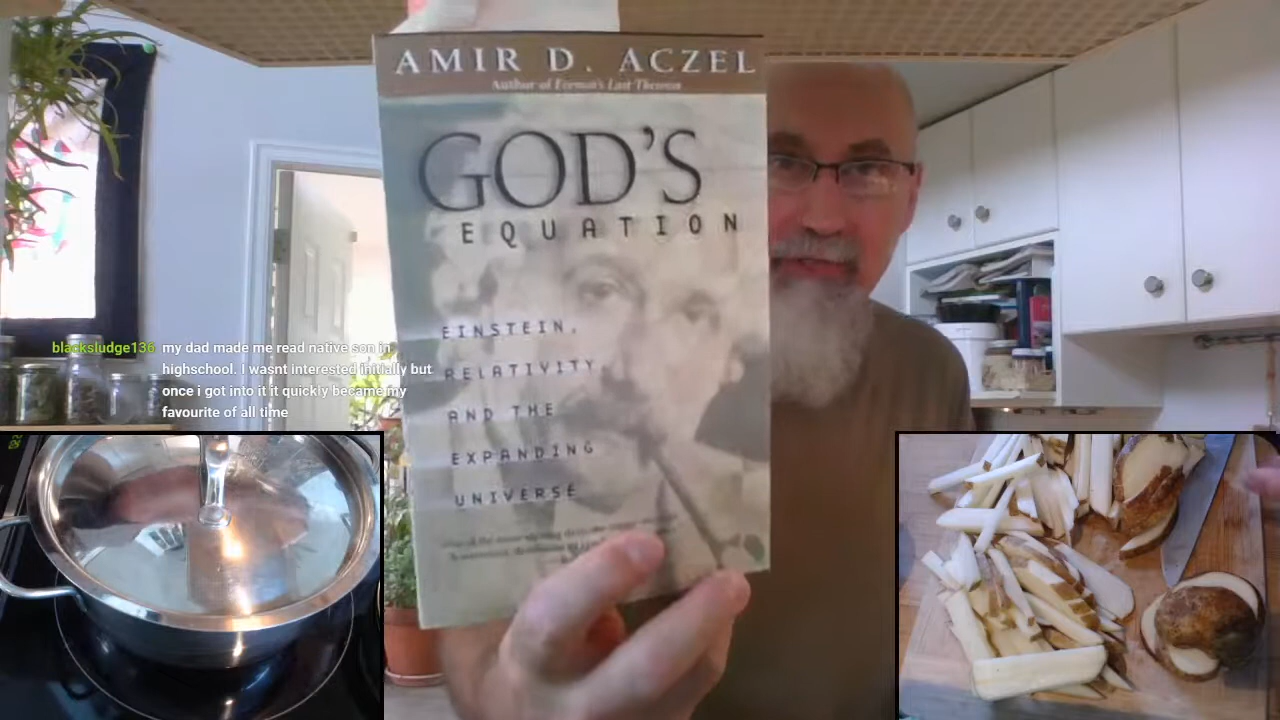 AMIR D. ACZEL
Author of Fermat's Last Theorem
GOD'S
EQUATION
EINSTEIN,
RELATIVITY,
AND THE
EXPANDING
UNIVERSE
blacksludge136 my dad made me read native son in
highschool. I wasnt interested initially but
once i got into it it quickly became my
favourite of all time